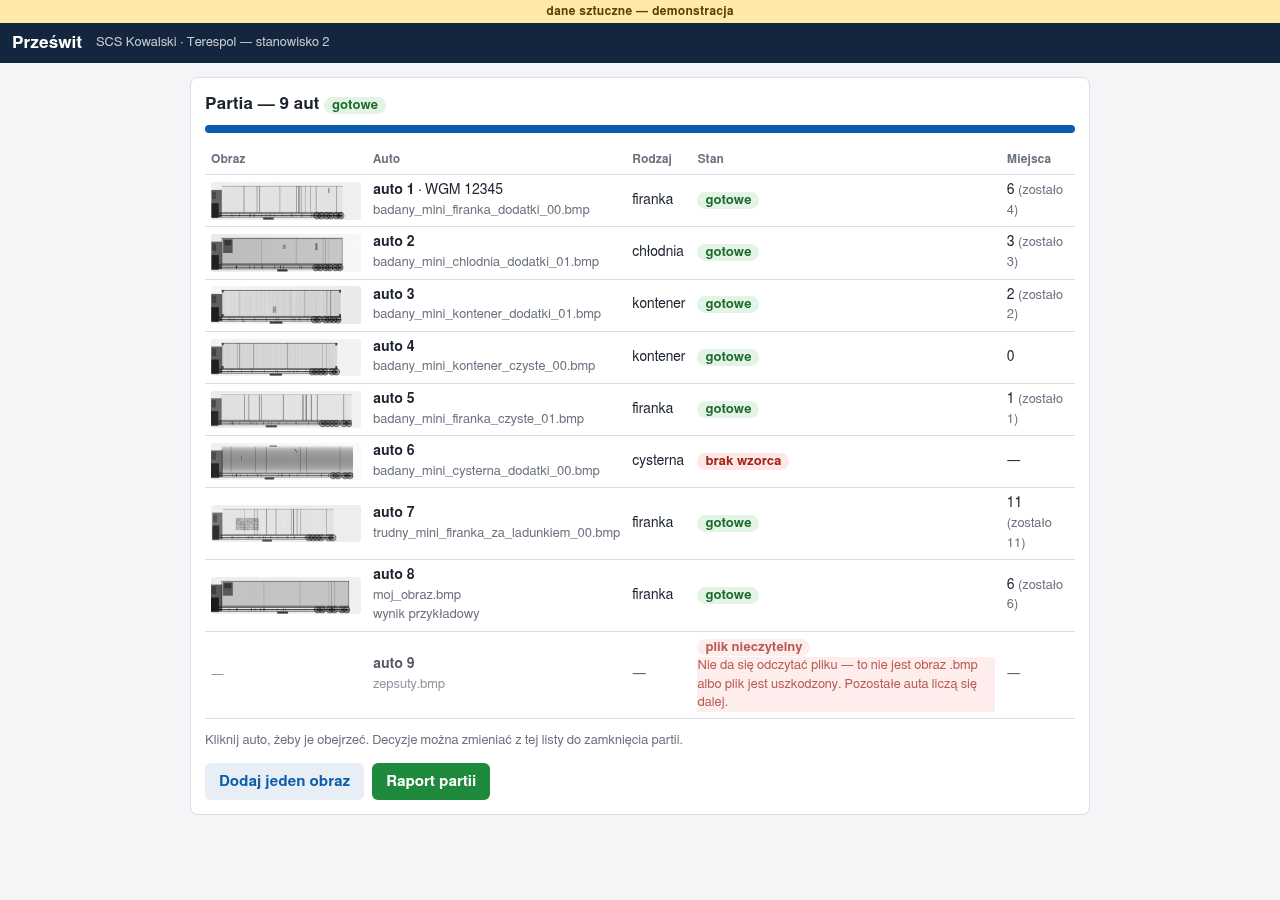 dane sztuczne — demonstracja
Prześwit SCS Kowalski · Terespol — stanowisko 2
Partia — 9 aut gotowe
Obraz Auto Rodzaj Stan Miejsca
auto 1 · WGM 12345
badany_mini_firanka_dodatki_00.bmp
firanka
gotowe
6 (zostało
4)
auto 2
badany_mini_chlodnia_dodatki_01.bmp
chłodnia
gotowe
3 (zostało
3)
auto 3
badany_mini_kontener_dodatki_01.bmp
kontener
gotowe
2 (zostało
2)
auto 4
badany_mini_kontener_czyste_00.bmp
kontener
gotowe
0
auto 5
badany_mini_firanka_czyste_01.bmp
firanka
gotowe
1 (zostało
1)
auto 6
badany_mini_cysterna_dodatki_00.bmp
cysterna
brak wzorca
—
auto 7
trudny_mini_firanka_za_ladunkiem_00.bmp
firanka
gotowe
11
(zostało
11)
auto 8
moj_obraz.bmp
wynik przykładowy
firanka
gotowe
6 (zostało
6)
—
auto 9
zepsuty.bmp
—
plik nieczytelny
Nie da się odczytać pliku — to nie jest obraz .bmp
albo plik jest uszkodzony. Pozostałe auta liczą się
dalej.
—
Kliknij auto, żeby je obejrzeć. Decyzje można zmieniać z tej listy do zamknięcia partii.
Dodaj jeden obraz Raport partii